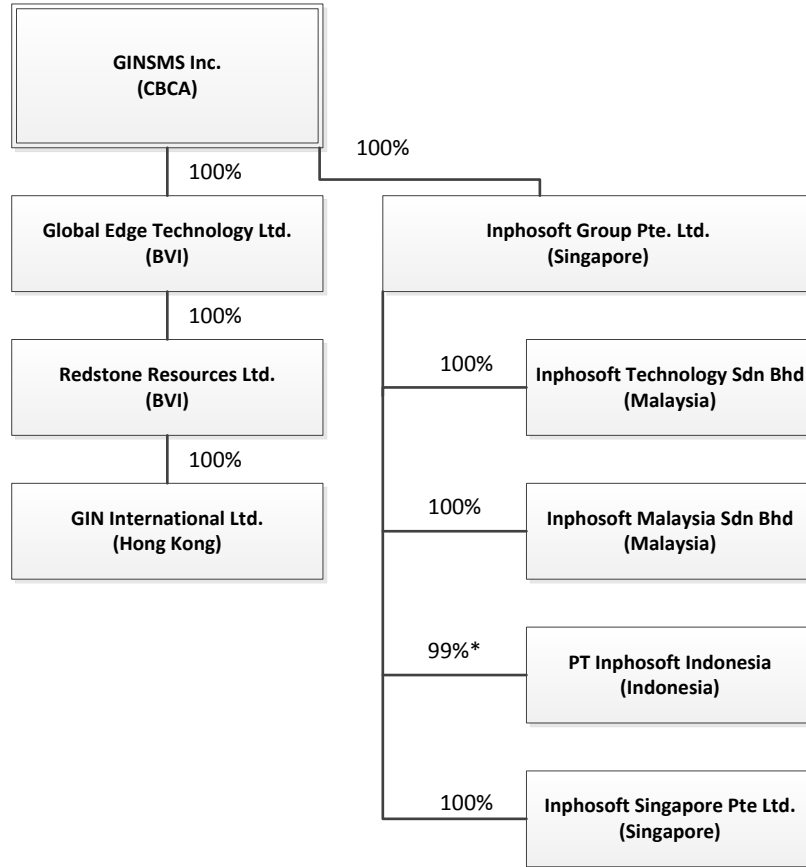 GINSMS Inc.
(CBCA)
100%
100%
Global Edge Technology Ltd.
(BVI)
Inphosoft Group Pte. Ltd.
(Singapore)
100%
Redstone Resources Ltd.
(BVI)
100%
Inphosoft Technology Sdn Bhd
(Malaysia)
100%
GIN International Ltd.
(Hong Kong)
100%
Inphosoft Malaysia Sdn Bhd
(Malaysia)
99%*
PT Inphosoft Indonesia
(Indonesia)
100%
Inphosoft Singapore Pte Ltd.
(Singapore)